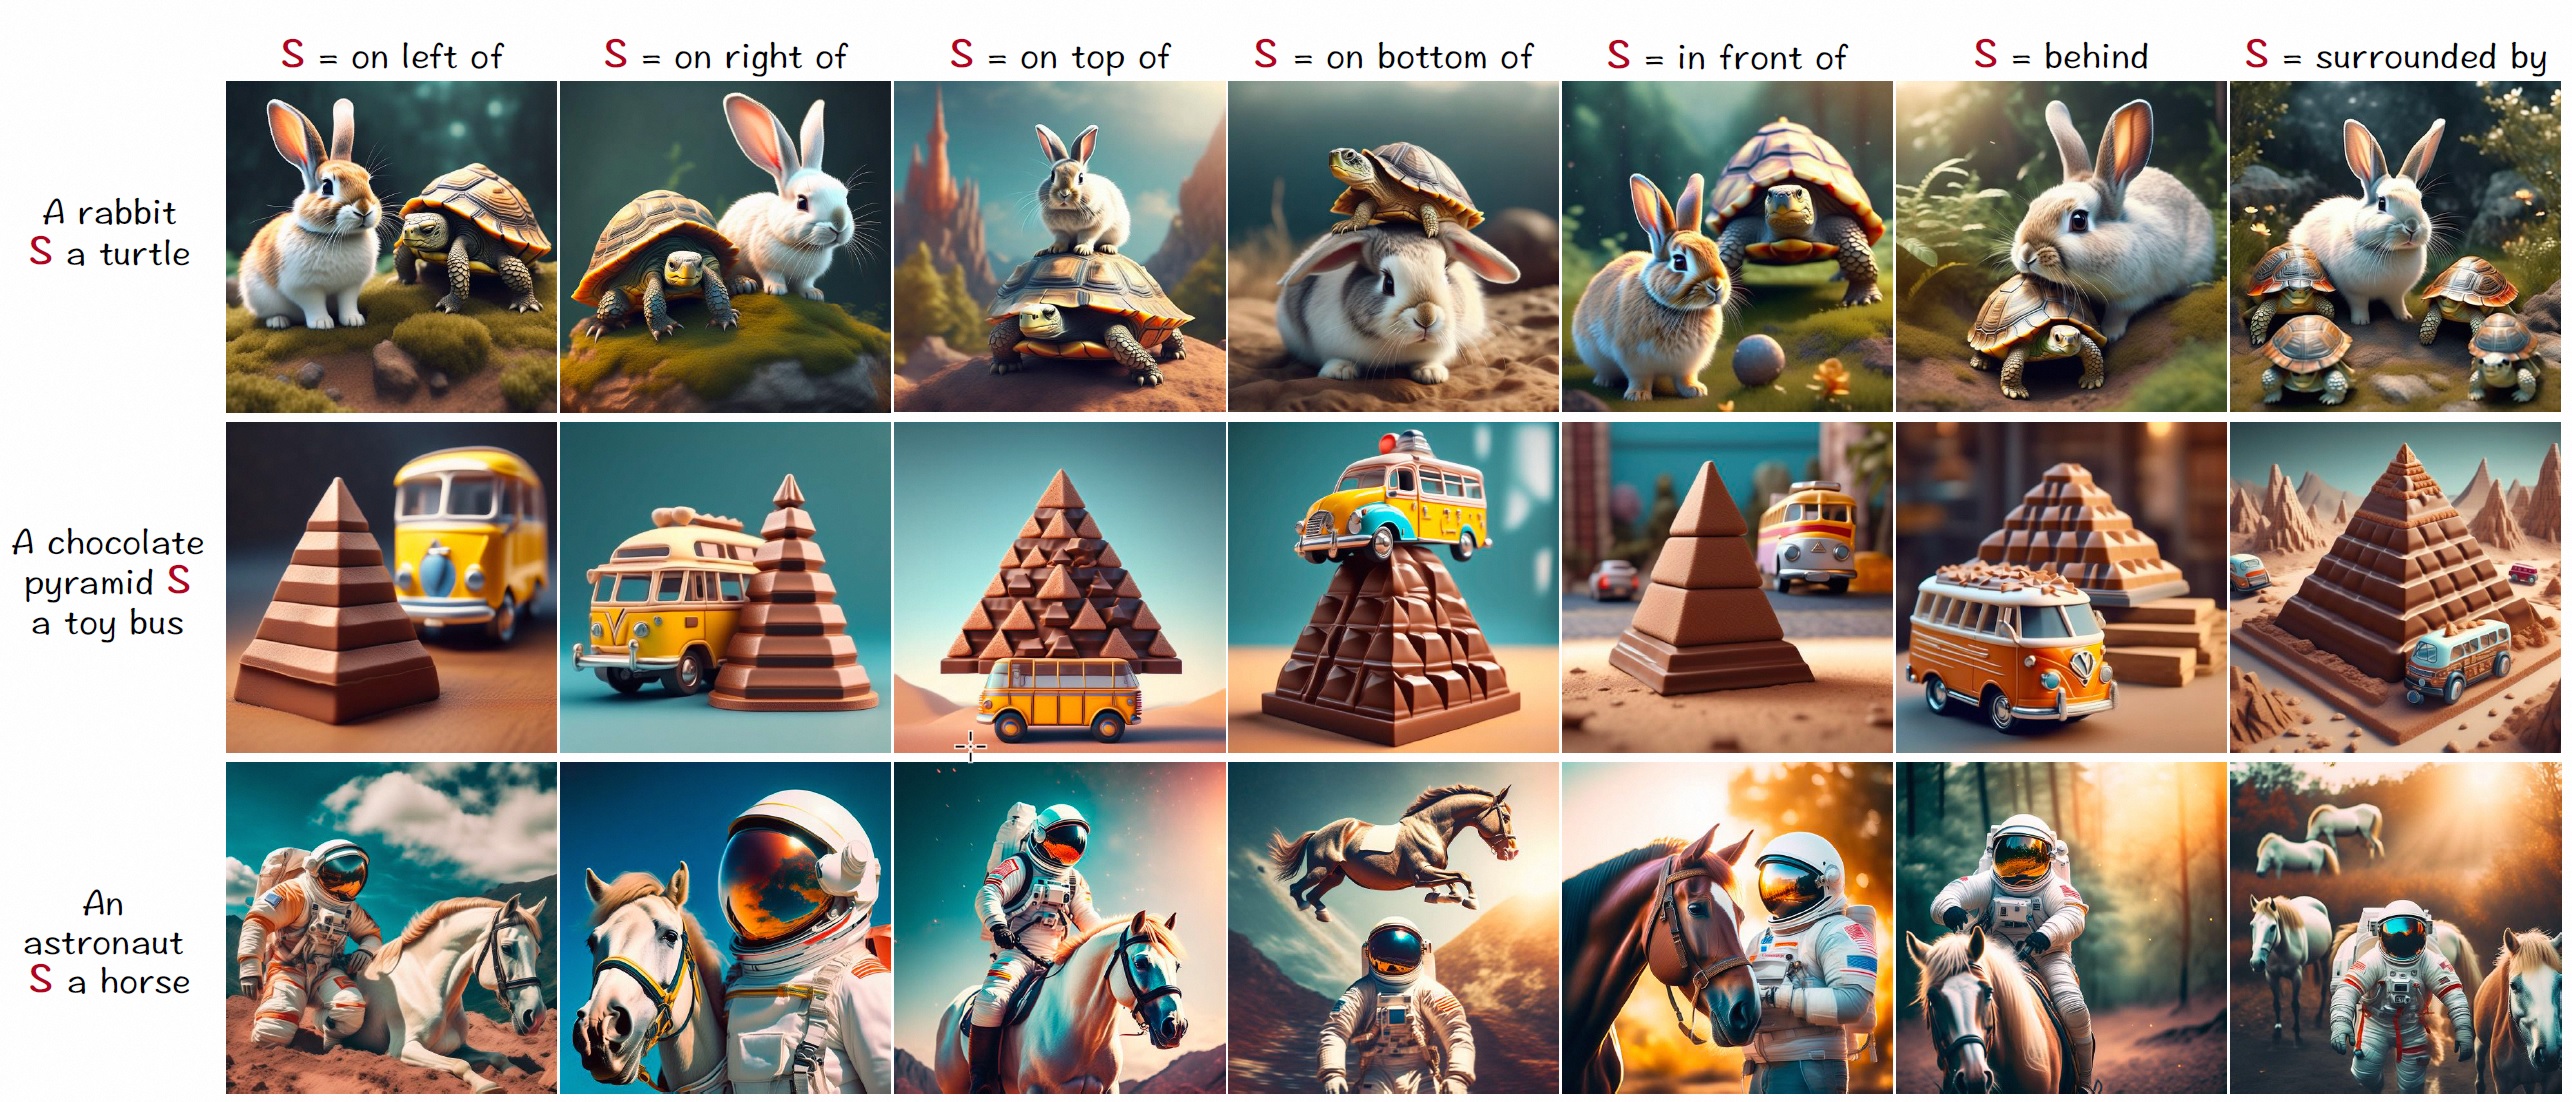 S = on left of
S = on right of
S = on top of
S = on bottom of
S = in front of
S = behind
S = surrounded by
A rabbit
S a turtle
A chocolate
pyramid S
a toy bus
An
astronaut
S a horse